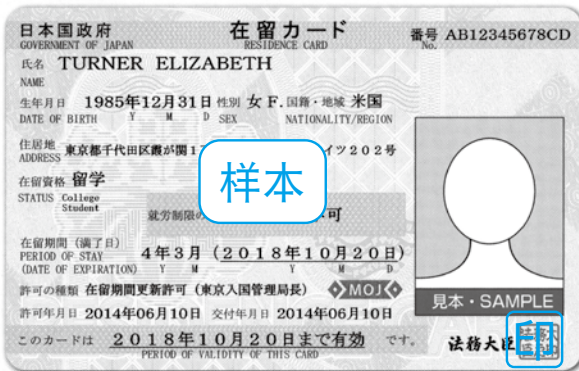 日本国政府 在留カード 番号 AB12345678CD
GOVERNMENT OF JAPAN RESIDENCE CARD No.
氏名 TURNER ELIZABETH
NAME
生年月日 1985年12月31日 性別 女 F. 国籍・地域 米国
DATE OF BIRTH Y M D SEX NATIONALITY/REGION
住居地 東京都千代田区霞が関1 イツ202号
ADDRESS
样本
在留資格 留学
STATUS College
Student
就労制限の 可
在留期間(満了日) 4年3月(2018年10月20日)
PERIOD OF STAY
(DATE OF EXPIRATION) Y M Y M D
許可の種類 在留期間更新許可(東京入国管理局長) MOJ
見本・SAMPLE
許可年月日 2014年06月10日 交付年月日 2014年06月10日
このカードは 2018年10月20日まで有効 です。
PERIOD OF VALIDITY OF THIS CARD
法務大臣 印